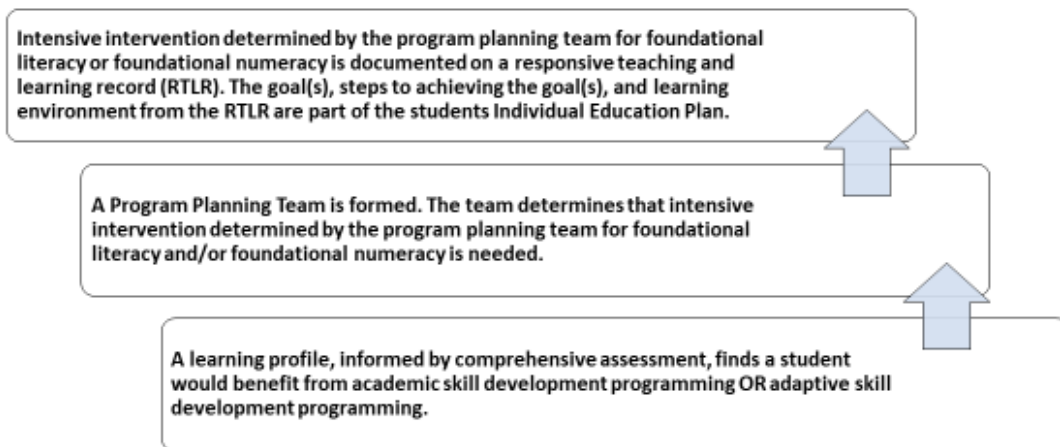 Intensive intervention determined by the program planning team for foundational
literacy or foundational numeracy is documented on a responsive teaching and
learning record (RTLR). The goal(s), steps to achieving the goal(s), and learning
environment from the RTLR are part of the students Individual Education Plan.
A Program Planning Team is formed. The team determines that intensive
intervention determined by the program planning team for foundational
literacy and/or foundational numeracy is needed.
A learning profile, informed by comprehensive assessment, finds a student
would benefit from academic skill development programming OR adaptive skill
development programming.